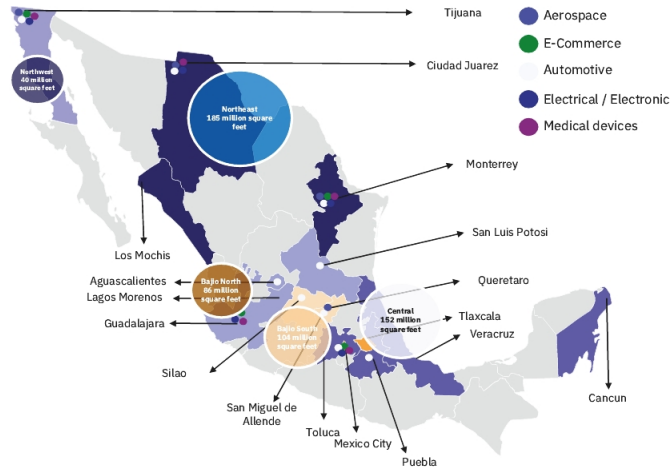 Tijuana
Aerospace
E-Commerce
Automotive
Electrical / Electronic
Medical devices
Ciudad Juarez
Northwest
40 million
square feet
Northeast
185 million square
feet
Monterrey
San Luis Potosi
Los Mochis
Aguascalientes
Lagos Morenos
Guadalajara
Bajio North
86 million
square feet
Queretaro
Central
152 million
square feet
Tlaxcala
Veracruz
Bajio South
104 million
square feet
Silao
San Miguel de
Allende
Toluca
Mexico City
Puebla
Cancun